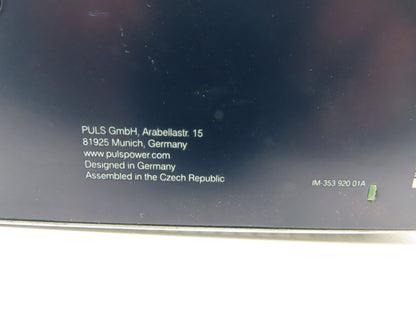 PULS GmbH, Arabellastr. 15
81925 Munich, Germany
www.pulspower.com
Designed in Germany
Assembled in the Czech Republic
IM-353 920 01A